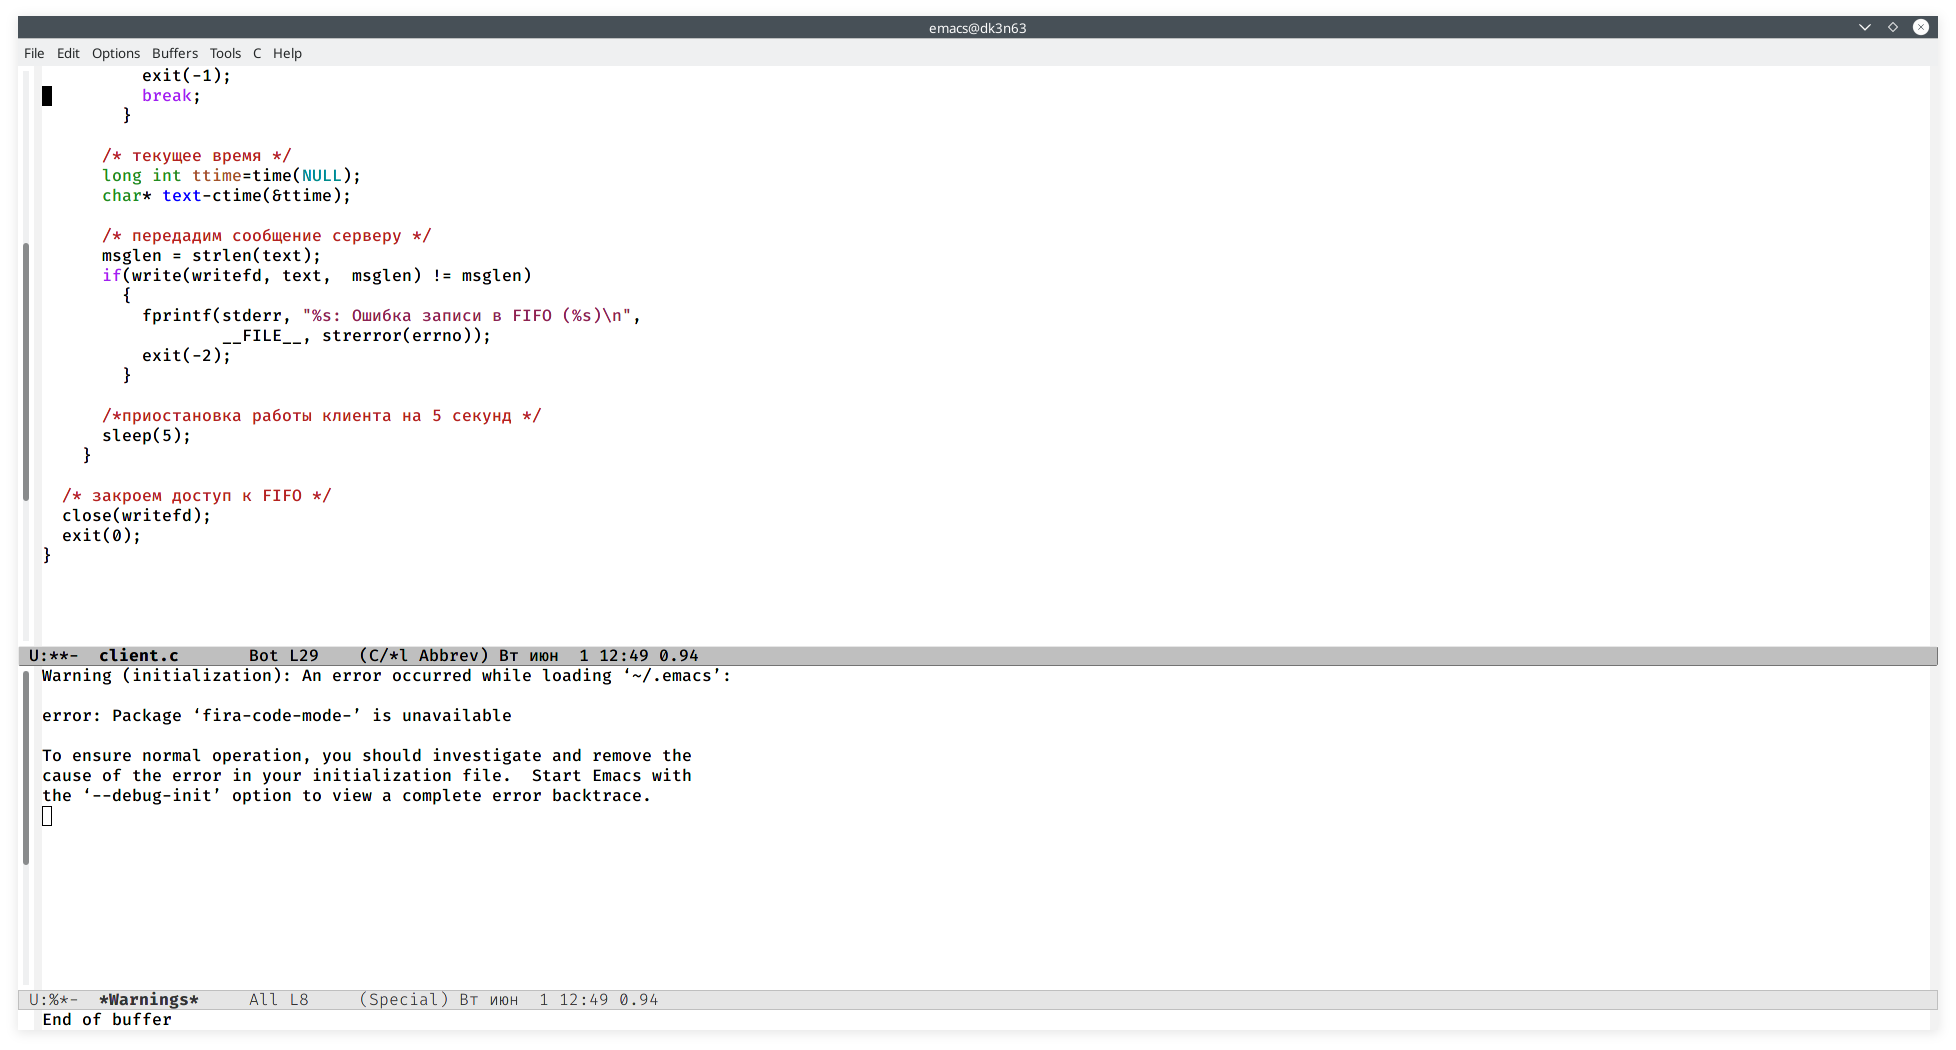 emacs@dk3n63
File Edit Options Buffers Tools C Help
          exit(-1);
          break;
        }

      /* текущее время */
      long int ttime=time(NULL);
      char* text-ctime(&ttime);

      /* передадим сообщение серверу */
      msglen = strlen(text);
      if(write(writefd, text,  msglen) != msglen)
        {
          fprintf(stderr, "%s: Ошибка записи в FIFO (%s)\n",
                  __FILE__, strerror(errno));
          exit(-2);
        }

      /*приостановка работы клиента на 5 секунд */
      sleep(5);
    }

  /* закроем доступ к FIFO */
  close(writefd);
  exit(0);
}
U:**-  client.c       Bot L29    (C/*l Abbrev) Вт июн  1 12:49 0.94
Warning (initialization): An error occurred while loading ‘~/.emacs’:

error: Package ‘fira-code-mode-’ is unavailable

To ensure normal operation, you should investigate and remove the
cause of the error in your initialization file.  Start Emacs with
the ‘--debug-init’ option to view a complete error backtrace.
U:%*-  *Warnings*     All L8     (Special) Вт июн  1 12:49 0.94
End of buffer